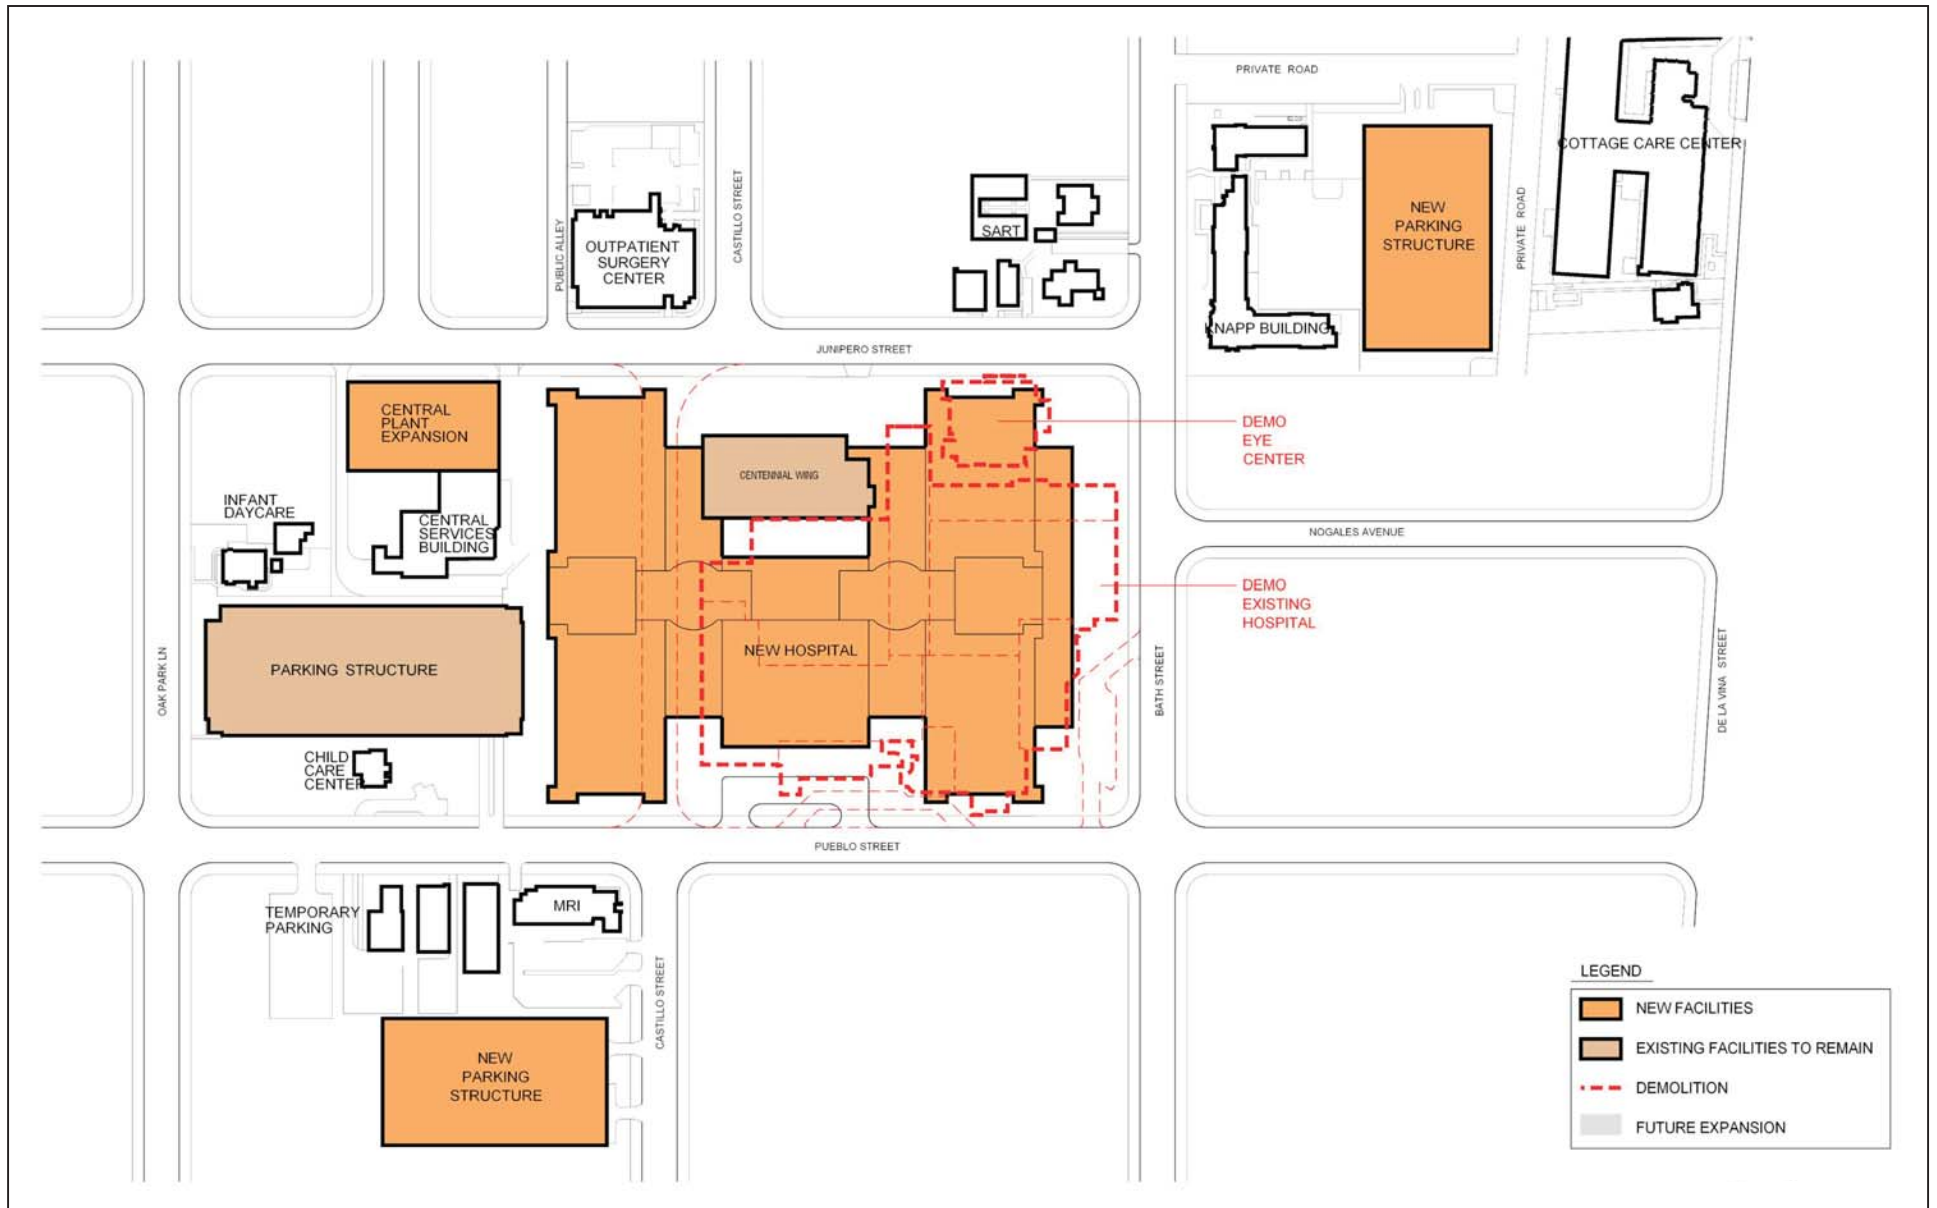 PRIVATE ROAD
COTTAGE CARE CENTER
PUBLIC ALLEY
OUTPATIENT
SURGERY
CENTER
CASTILLO STREET
SART
NEW
PARKING
STRUCTURE
PRIVATE ROAD
KNAPP BUILDING
JUNIPERO STREET
CENTRAL
PLANT
EXPANSION
CENTENNIAL WING
DEMO
EYE
CENTER
INFANT
DAYCARE
CENTRAL
SERVICES
BUILDING
NOGALES AVENUE
DEMO
EXISTING
HOSPITAL
OAK PARK LN
PARKING STRUCTURE
NEW HOSPITAL
BATH STREET
DE LA VINA STREET
CHILD
CARE
CENTER
PUEBLO STREET
TEMPORARY
PARKING
MRI
CASTILLO STREET
NEW
PARKING
STRUCTURE
LEGEND
NEW FACILITIES
EXISTING FACILITIES TO REMAIN
DEMOLITION
FUTURE EXPANSION